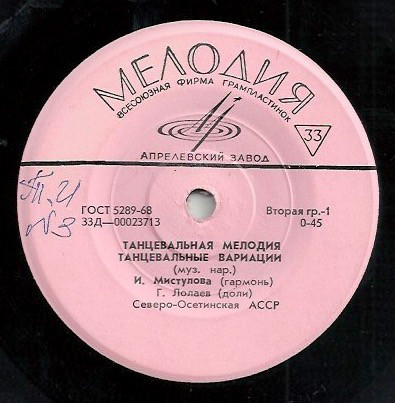 МЕЛОДИЯ
ВСЕСОЮЗНАЯ ФИРМА ГРАМПЛАСТИНОК
33
АПРЕЛЕВСКИЙ ЗАВОД
ГОСТ 5289-68
33Д—00023713
Вторая гр.-1
0-45
№3
ТАНЦЕВАЛЬНАЯ МЕЛОДИЯ
ТАНЦЕВАЛЬНЫЕ ВАРИАЦИИ
(муз. нар.)
И. Мистулова (гармонь)
Г. Лолаев (доли)
Северо-Осетинская АССР